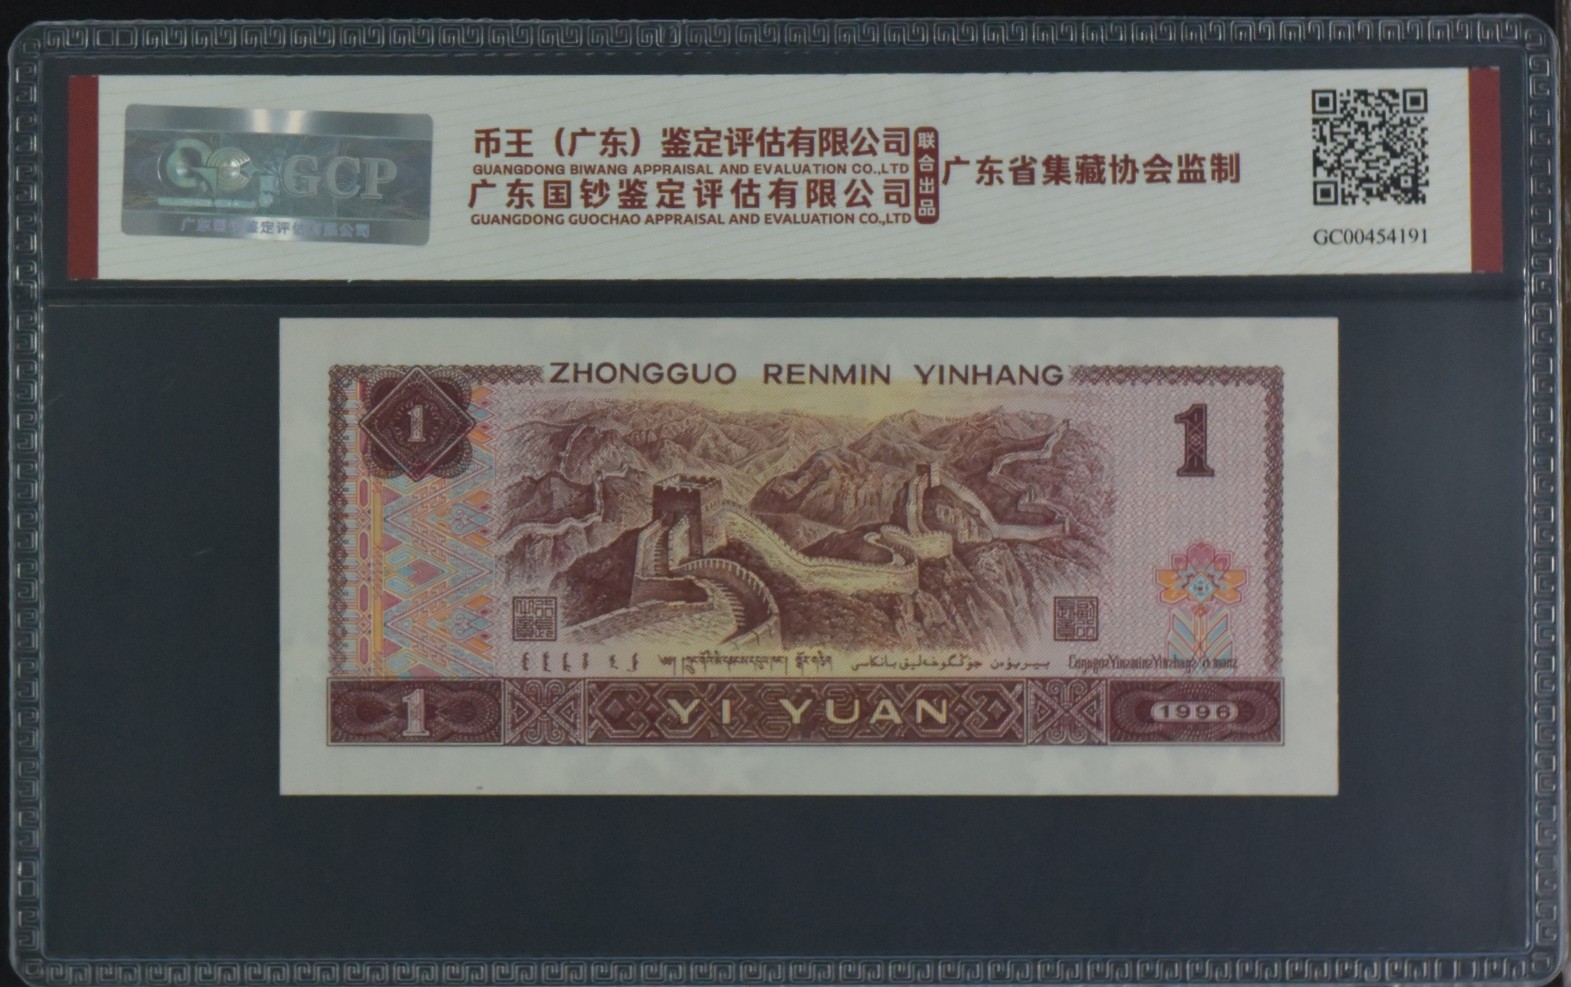 GCP
广东国钞鉴定评估有限公司
币王（广东）鉴定评估有限公司
GUANGDONG BIWANG APPRAISAL AND EVALUATION CO.,LTD
广东国钞鉴定评估有限公司
GUANGDONG GUOCHAO APPRAISAL AND EVALUATION CO.,LTD
联合出品
广东省集藏协会监制
GC00454191
ZHONGGUO RENMIN YINHANG
1
1
1
YI YUAN
1996